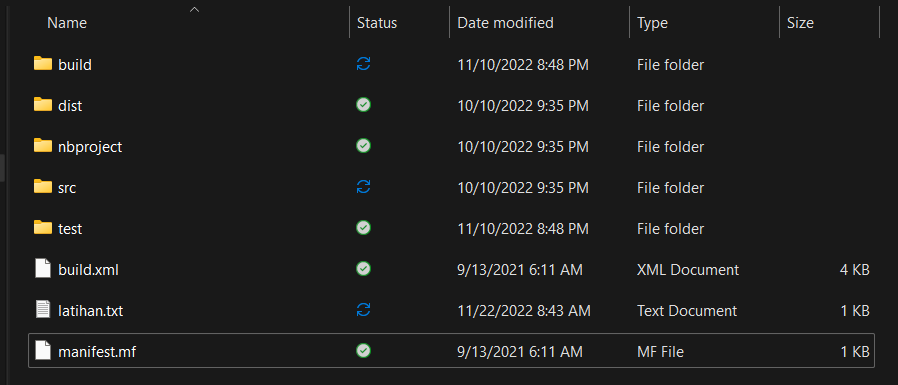 Name Status Date modified Type Size
build 11/10/2022 8:48 PM File folder
dist 10/10/2022 9:35 PM File folder
nbproject 10/10/2022 9:35 PM File folder
src 10/10/2022 9:35 PM File folder
test 11/10/2022 8:48 PM File folder
build.xml 9/13/2021 6:11 AM XML Document 4 KB
latihan.txt 11/22/2022 8:43 AM Text Document 1 KB
manifest.mf 9/13/2021 6:11 AM MF File 1 KB